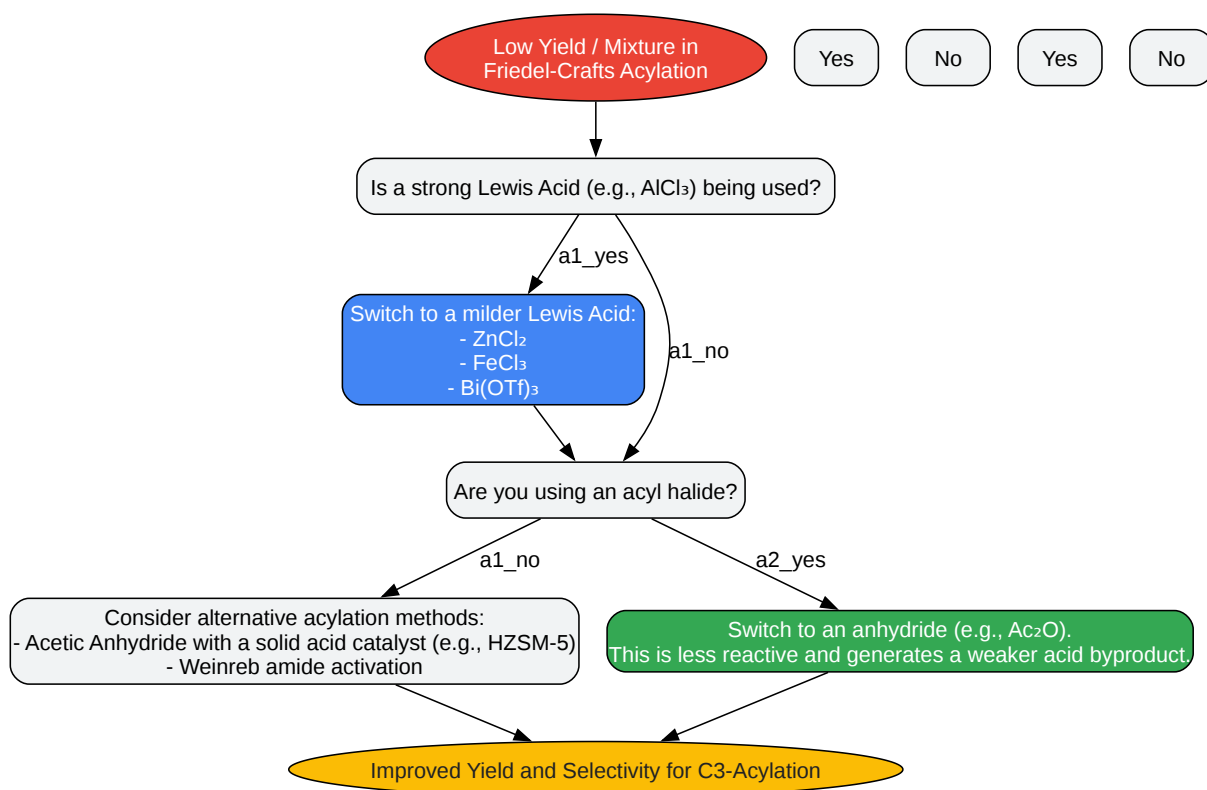 Low Yield / Mixture in
Friedel-Crafts Acylation
Yes
No
Yes
No
Is a strong Lewis Acid (e.g., AlCl₃) being used?
a1_yes
Switch to a milder Lewis Acid:
- ZnCl₂
- FeCl₃
- Bi(OTf)₃
a1_no
Are you using an acyl halide?
a1_no
a2_yes
Consider alternative acylation methods:
- Acetic Anhydride with a solid acid catalyst (e.g., HZSM-5)
- Weinreb amide activation
Switch to an anhydride (e.g., Ac₂O).
This is less reactive and generates a weaker acid byproduct.
Improved Yield and Selectivity for C3-Acylation